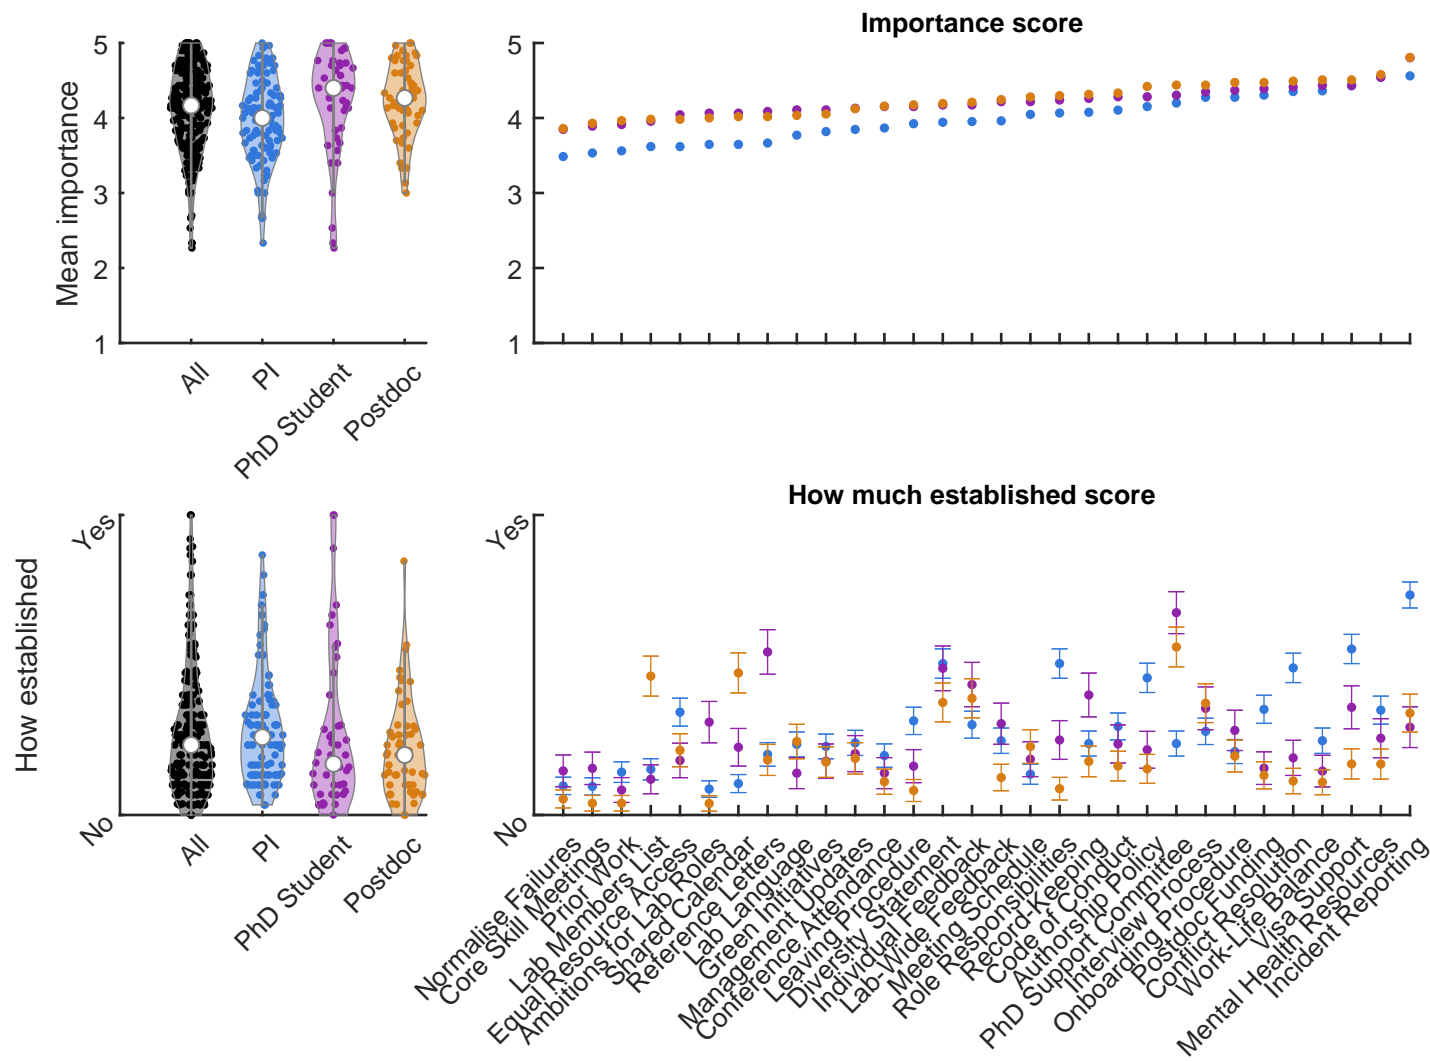 Importance score
Mean importance
5
4
3
2
1
All
PI
PhD Student
Postdoc
5
4
3
2
1
How much established score
How established
Yes
No
All
PI
PhD Student
Postdoc
Yes
No
Normalise Failures
Core Skill Meetings
Prior Work
Lab Members List
Equal Resource Access
Ambitions for Lab Roles
Shared Calendar
Reference Letters
Lab Language
Green Initiatives
Management Updates
Conference Attendance
Leaving Procedure
Diversity Statement
Individual Feedback
Lab-Wide Feedback
Meeting Schedule
Role Responsibilities
Record-Keeping
Code of Conduct
Authorship Policy
PhD Support Committee
Interview Process
Onboarding Procedure
Postdoc Funding
Conflict Resolution
Work-Life Balance
Visa Support
Mental Health Resources
Incident Reporting